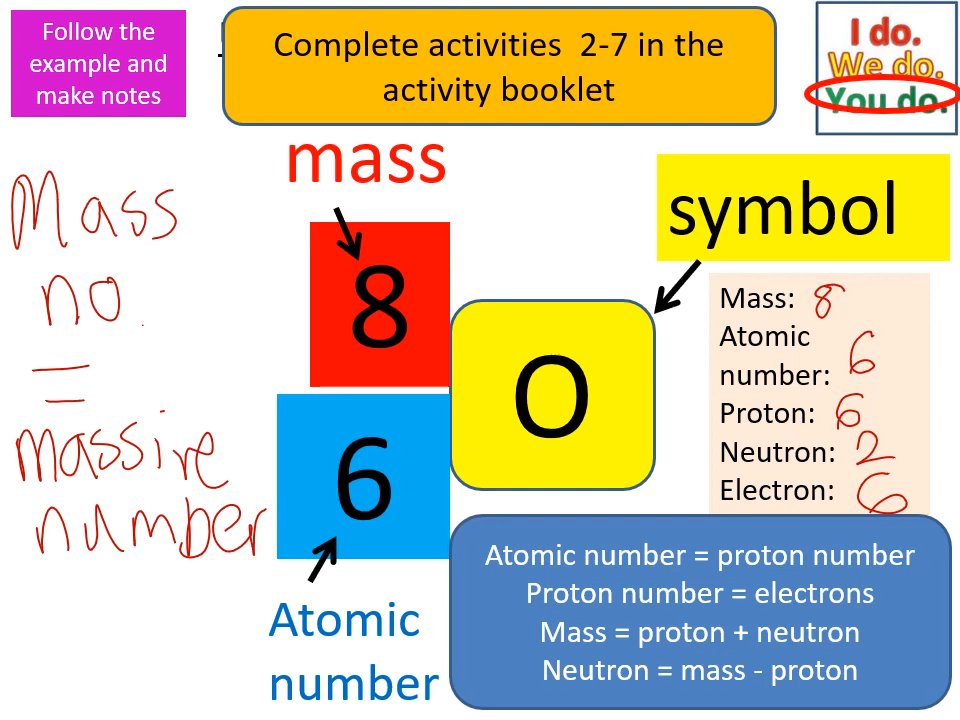 Follow the
example and
make notes
Complete activities 2-7 in the
activity booklet
I do.
We do.
You do.
mass
symbol
Mass
no.
=
massive
number
8
6
O
Mass: 8
Atomic
number: 6
Proton: 6
Neutron: 2
Electron: 6
Atomic
number
Atomic number = proton number
Proton number = electrons
Mass = proton + neutron
Neutron = mass - proton